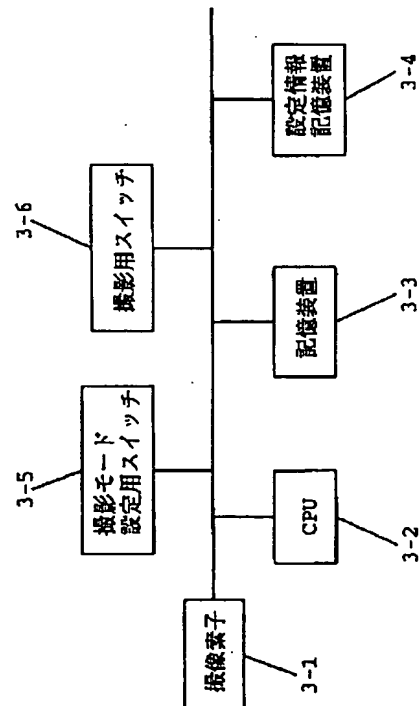 3-5
撮影モード
設定用スイッチ
3-6
撮影用スイッチ
撮像素子
3-1
CPU
3-2
記憶装置
3-3
設定情報
記憶装置
3-4